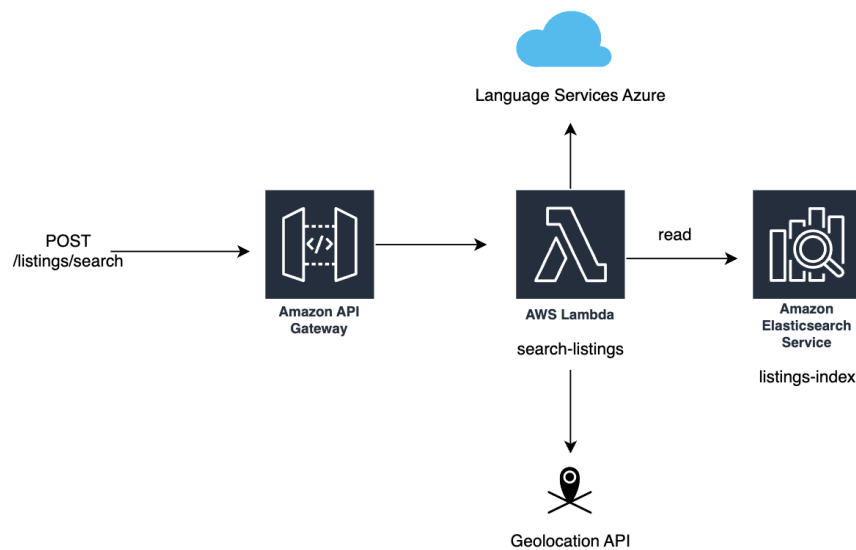 Language Services Azure
POST
/listings/search
</>
Amazon API
Gateway
AWS Lambda
search-listings
read
Amazon
Elasticsearch
Service
listings-index
Geolocation API